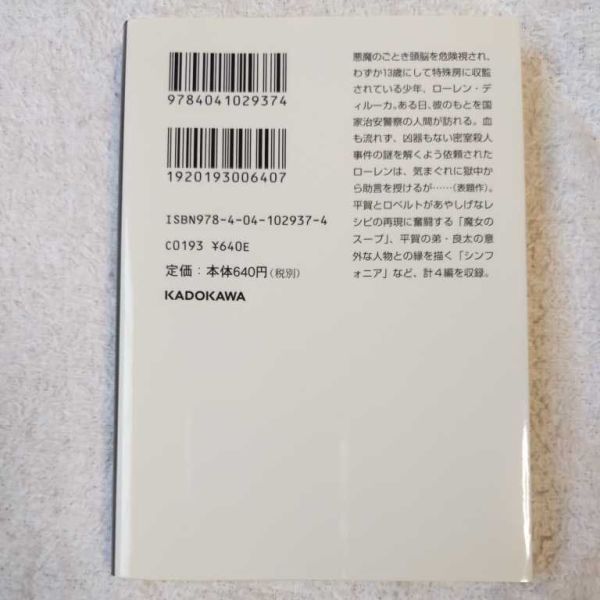 9784041029374
1920193006407
ISBN978-4-04-102937-4
C0193 ¥640E
定価：本体640円（税別）
KADOKAWA
悪魔のごとき頭脳を危険視され、
わずか13歳にして特殊房に収監
されている少年、ローレン・デ
ィルーカ。ある日、彼のもとを国
家治安警察の人間が訪れる。血
も流れず、凶器もない密室殺人
事件の謎を解くよう依頼された
ローレンは、気まぐれに獄中か
ら助言を授けるが……（表題作）。
平賀とロベルトがあやしげなレ
シピの再現に奮闘する「魔女の
スープ」、平賀の弟・良太の意
外な人物との縁を描く「シンフ
ォニア」など、計４編を収録。